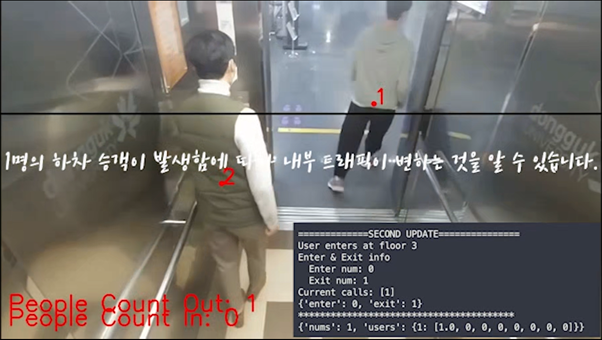 1
dongguk
dongguk
1명의 하차 승객이 발생함에 따라 내부 트래픽이 변하는 것을 알 수 있습니다.
2
=============SECOND UPDATE===============
User enters at floor 3
Enter & Exit info
Enter num: 0
Exit num: 1
Current calls: [1]
{'enter': 0, 'exit': 1}
****************************************
{'nums': 1, 'users': {1: [1.0, 0, 0, 0, 0, 0, 0, 0]}}
People Count Out: 1
People Count In: 0